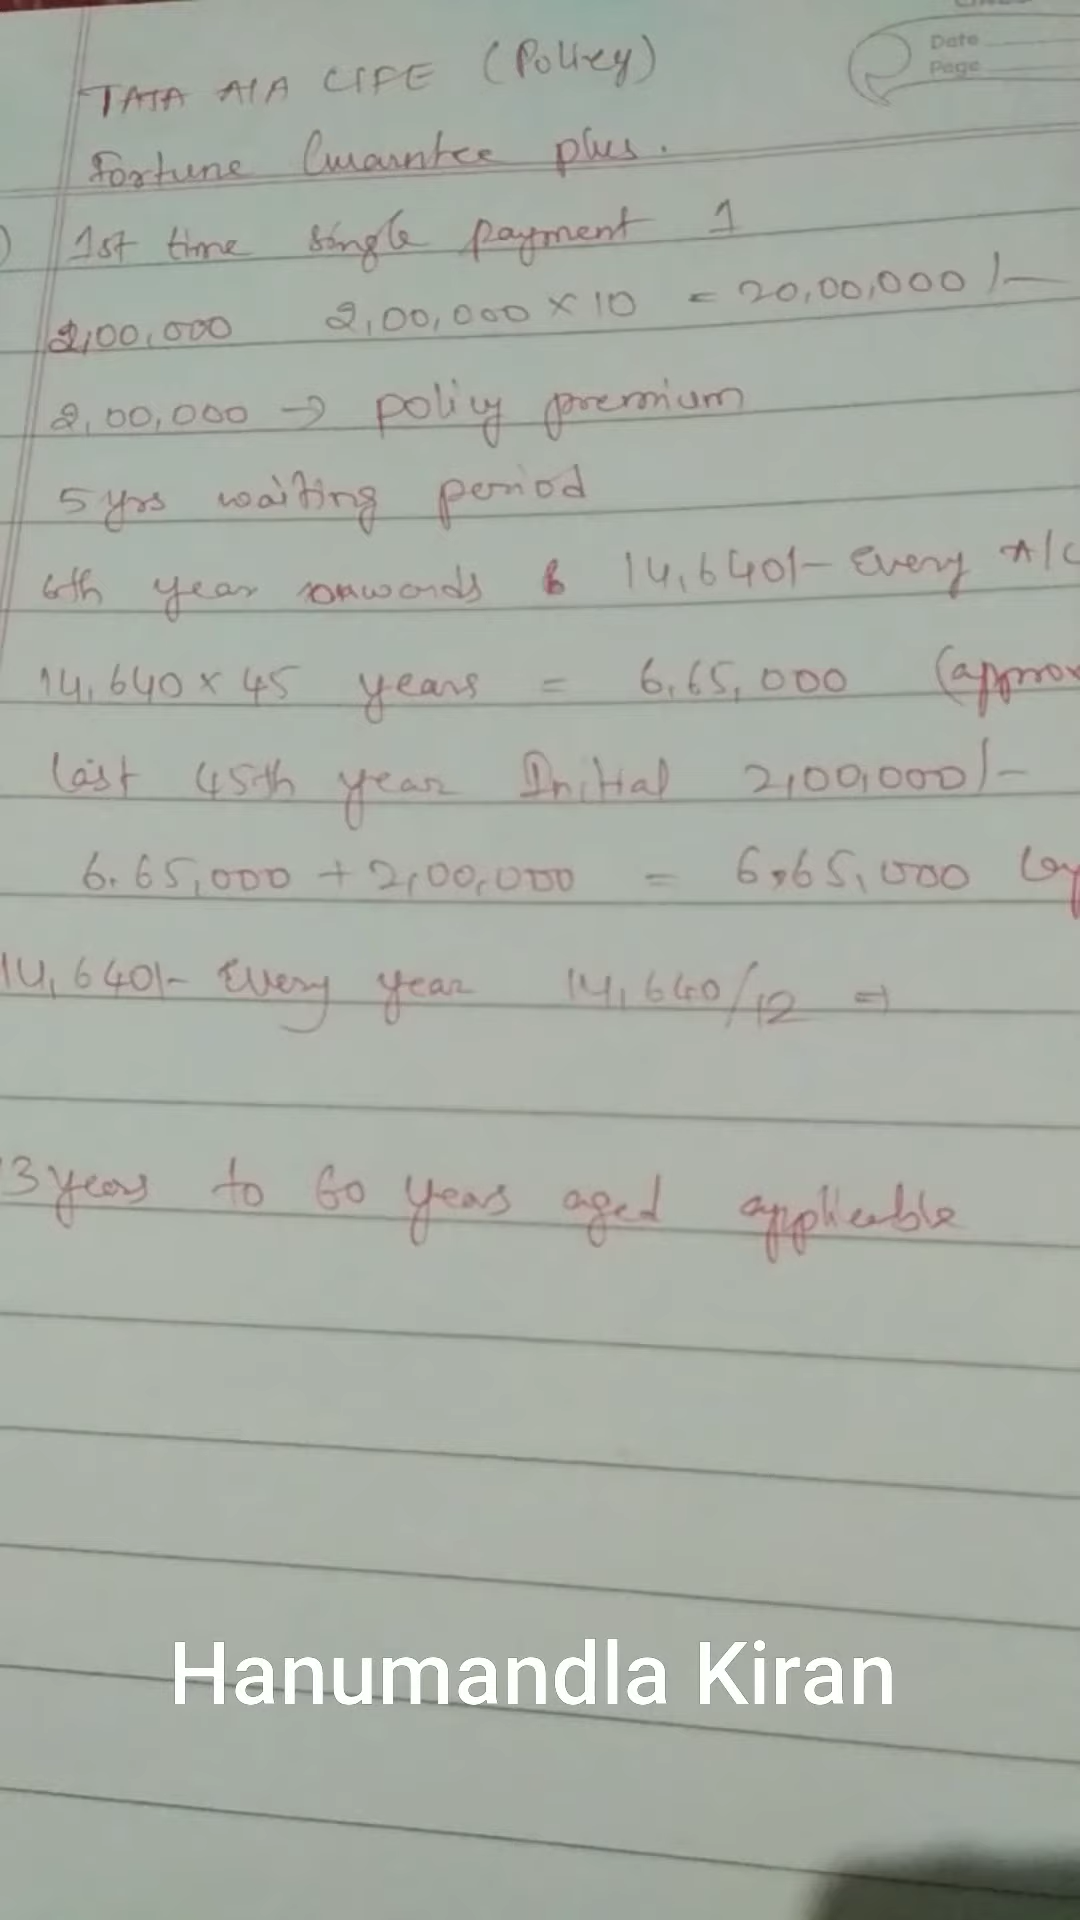 Date
Page
TATA AIA LIFE (Policy)
Fortune Guarntee plus.
1st time single payment 1
2,00,000 2,00,000 × 10 = 20,00,000/-
2,00,000 → policy premium
5 yrs waiting period
6th year onwards 14,640/- Every A/C
14,640 × 45 years = 6,65,000 (approx
last 45th year Initial 2,00,000/-
6.65,000 + 2,00,000 = 6,65,000
14,640/- Every year 14,640/12 ⇒
3 years to 60 years aged applicable
Hanumandla Kiran